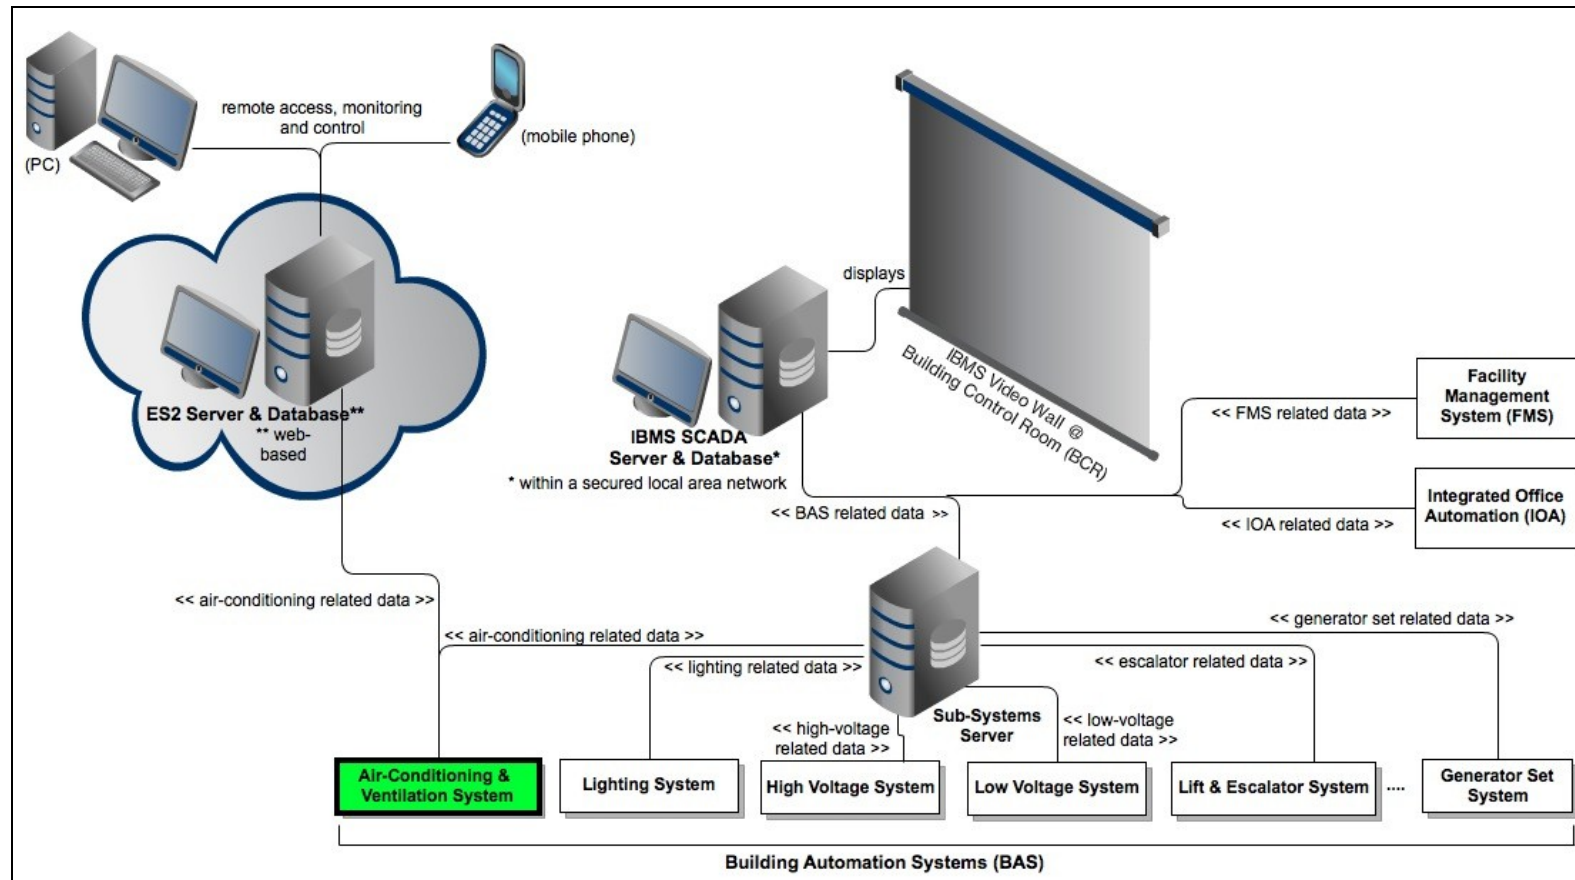 remote access, monitoring
and control
(PC)
(mobile phone)
displays
ES2 Server & Database**
** web-
based
IBMS SCADA
Server & Database*
* within a secured local area network
IBMS Video Wall @
Building Control Room (BCR)
Facility
Management
System (FMS)
<< FMS related data >>
Integrated Office
Automation (IOA)
<< IOA related data >>
<< BAS related data >>
<< air-conditioning related data >>
<< air-conditioning related data >>
<< generator set related data >>
<< lighting related data >>
<< escalator related data >>
Sub-Systems
Server
<< high-voltage
related data >>
<< low-voltage
related data >>
Air-Conditioning &
Ventilation System
Lighting System
High Voltage System
Low Voltage System
Lift & Escalator System
....
Generator Set
System
Building Automation Systems (BAS)